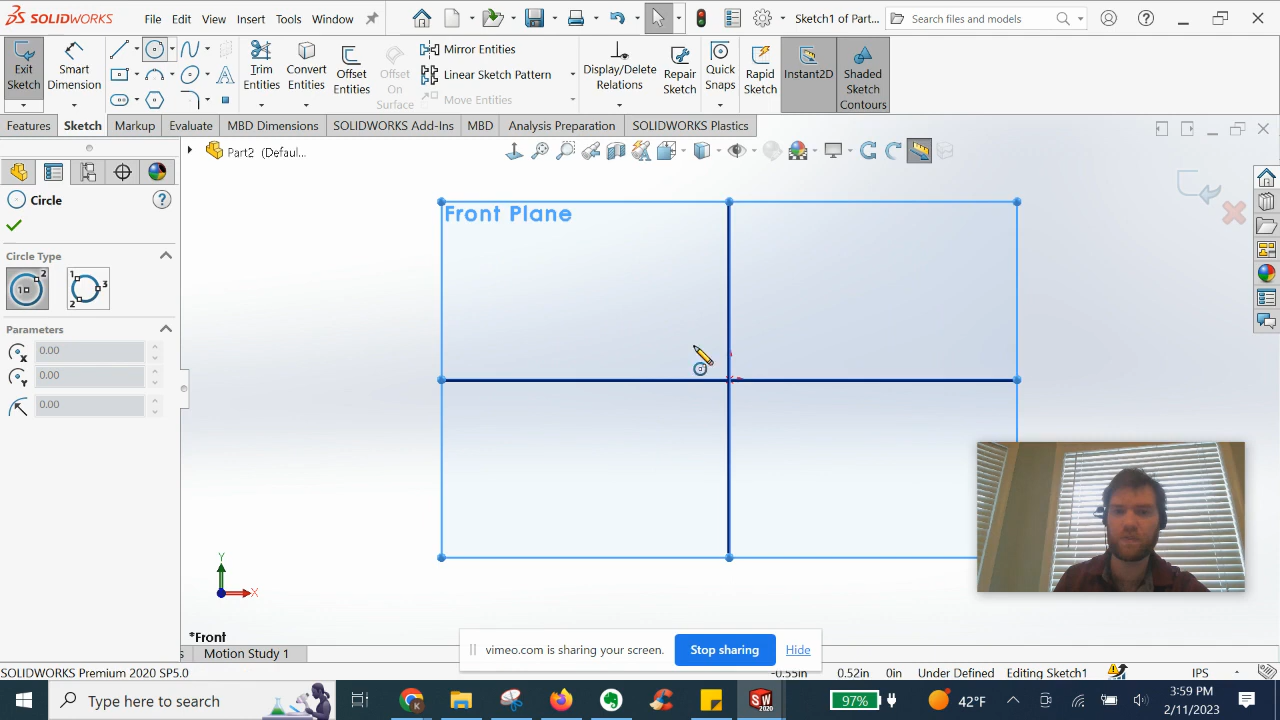 SOLIDWORKS File Edit View Insert Tools Window Sketch1 of Part... Search files and models
Exit Sketch
Smart Dimension
Trim Entities
Convert Entities
Offset Entities
Offset On Surface
Mirror Entities
Linear Sketch Pattern
Move Entities
Display/Delete Relations
Repair Sketch
Quick Snaps
Rapid Sketch
Instant2D
Shaded Sketch Contours
Features Sketch Markup Evaluate MBD Dimensions SOLIDWORKS Add-Ins MBD Analysis Preparation SOLIDWORKS Plastics
Part2 (Defaul...
Circle
Circle Type
Parameters
0.00
0.00
0.00
Front Plane
Y
X
*Front
Motion Study 1
vimeo.com is sharing your screen. Stop sharing Hide
SOLIDWORKS Premium 2020 SP5.0 -0.55in 0.52in 0in Under Defined Editing Sketch1 IPS
Type here to search 97% 42°F 3:59 PM
2/11/2023